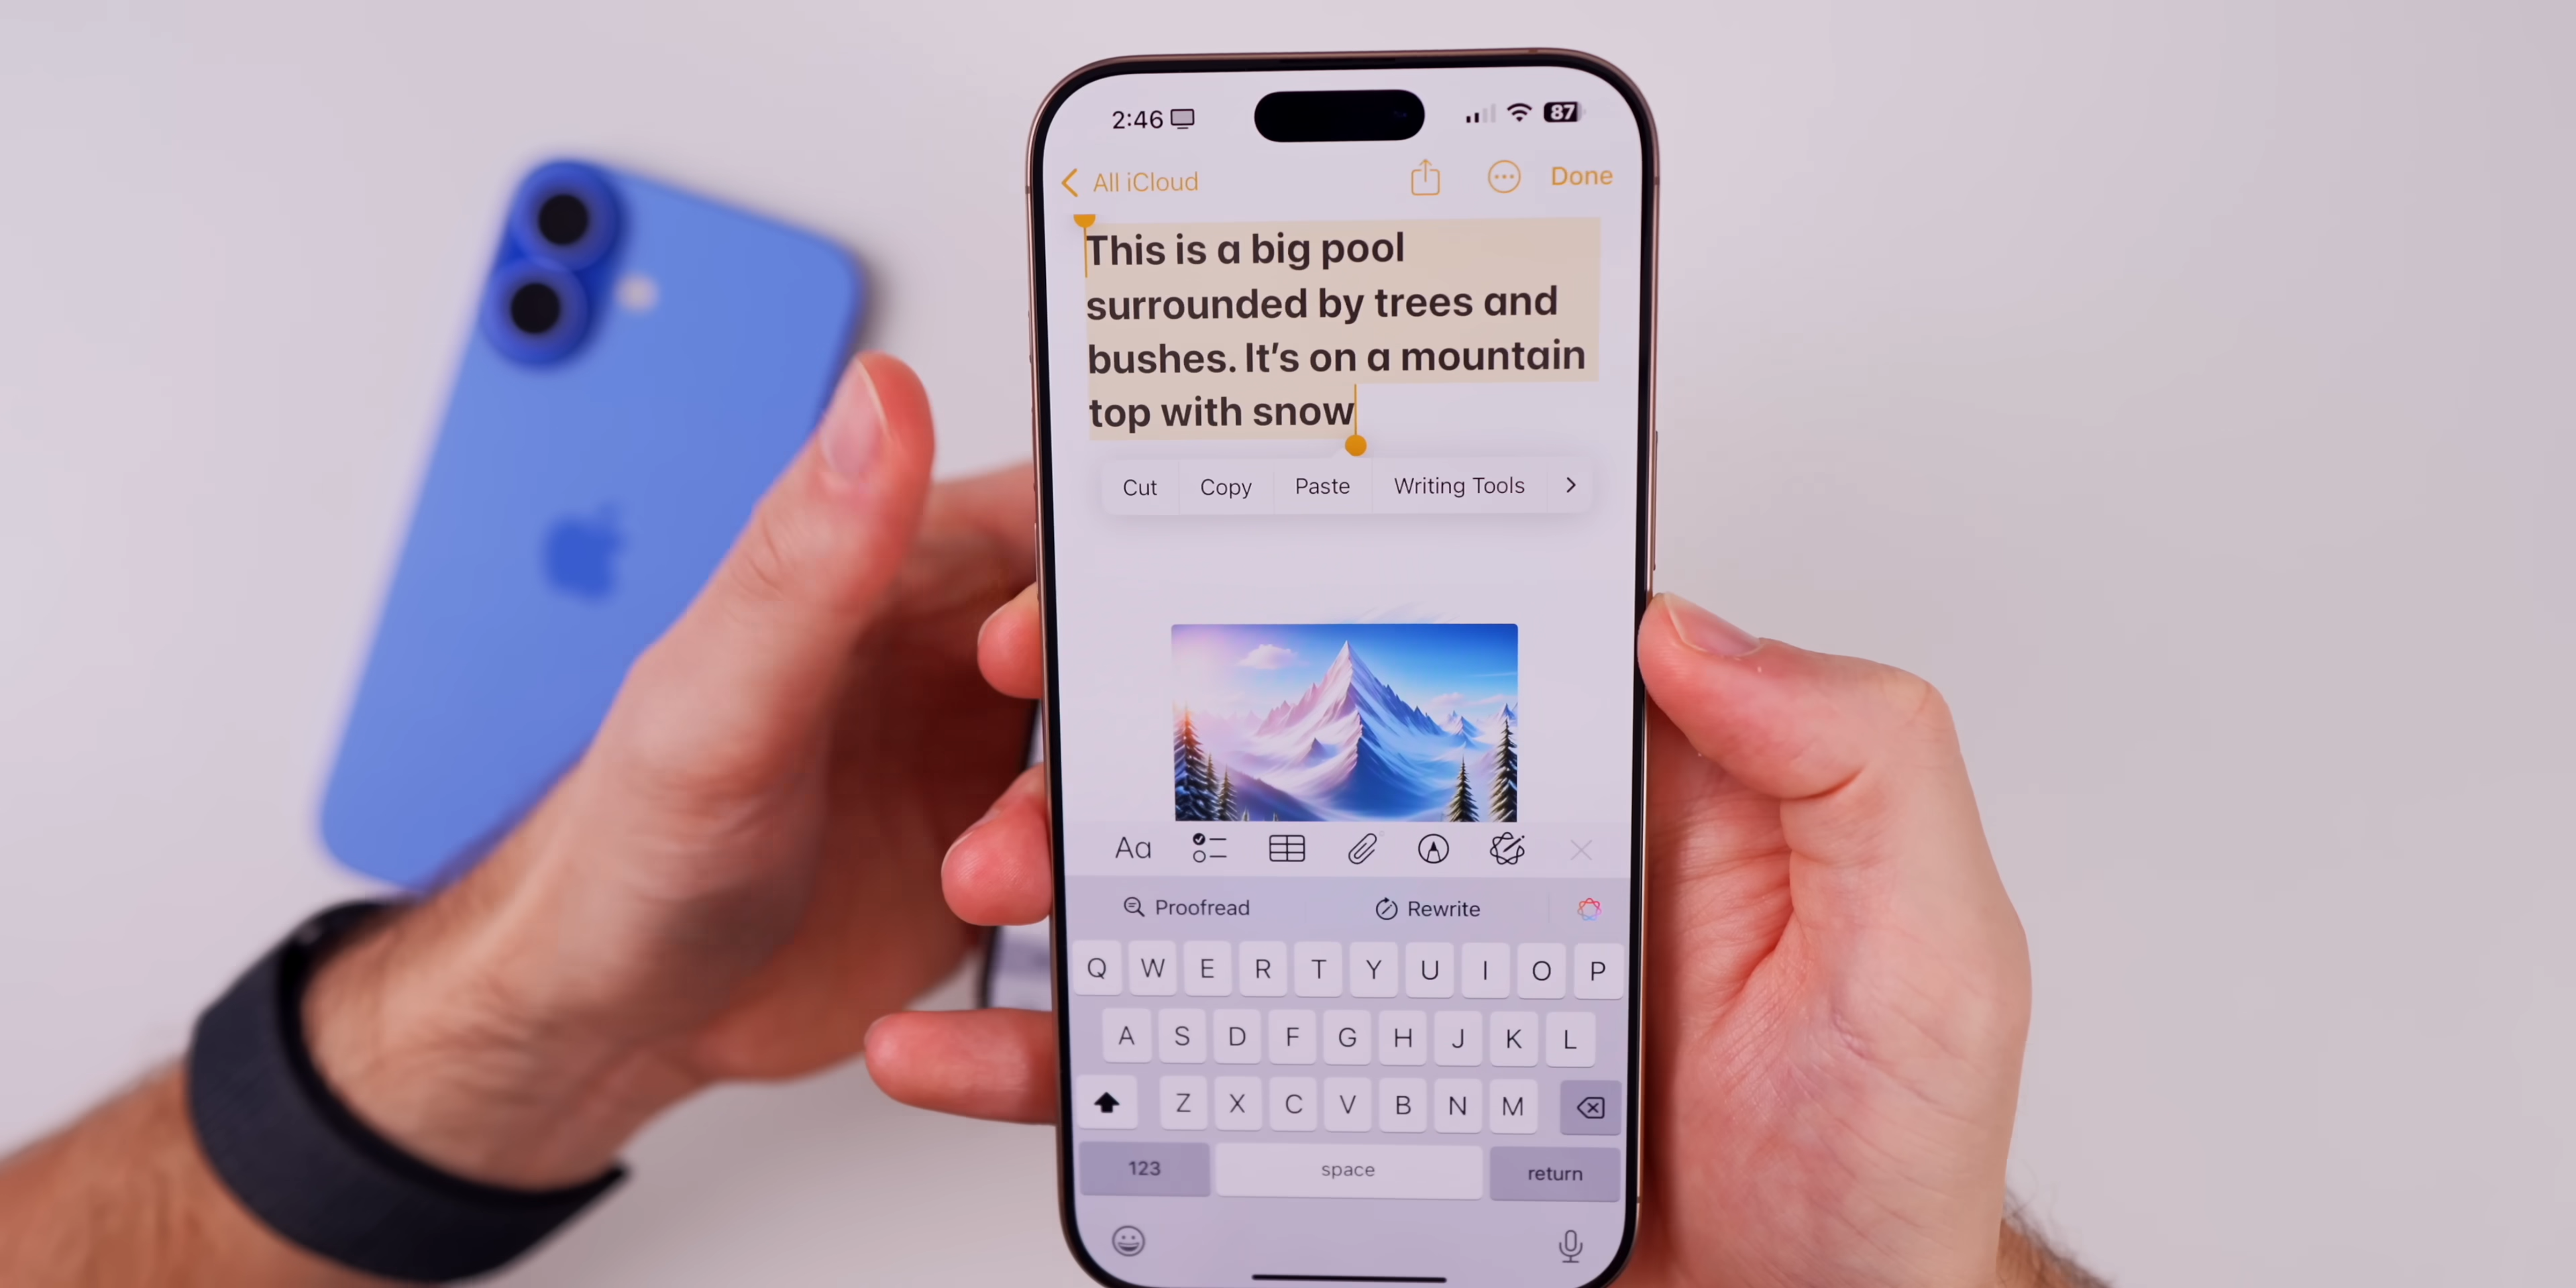 2:46 87
All iCloud Done
This is a big pool
surrounded by trees and
bushes. It's on a mountain
top with snow
Cut Copy Paste Writing Tools
Aa
Proofread Rewrite
Q W E R T Y U I O P
A S D F G H J K L
Z X C V B N M
123 space return